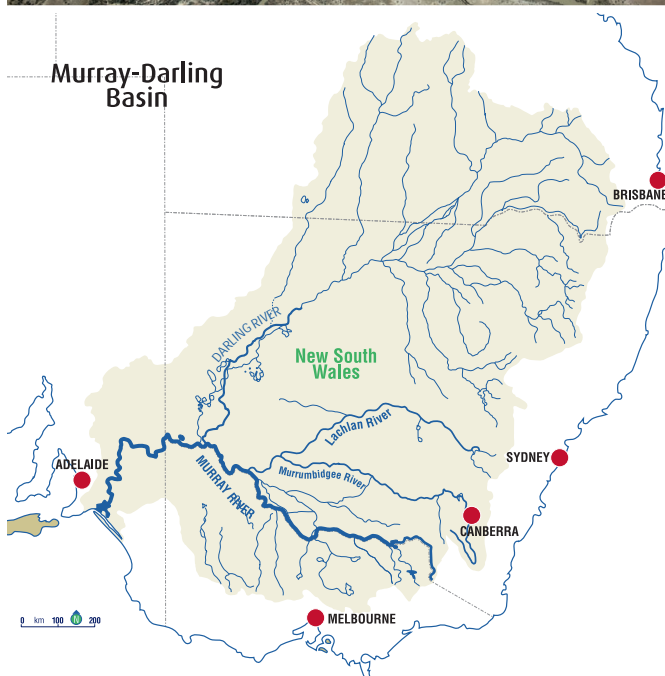 Murray-Darling
Basin
BRISBANE
DARLING RIVER
New South
Wales
Lachlan River
SYDNEY
ADELAIDE
MURRAY RIVER
Murrumbidgee River
CANBERRA
MELBOURNE
0 km 100 N 200